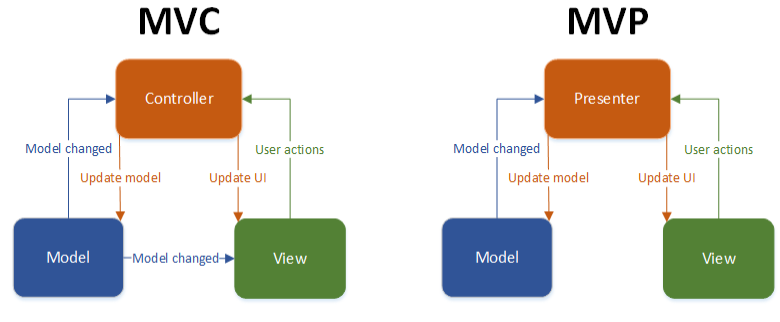 MVC
MVP
Controller
Presenter
Model changed
User actions
Model changed
User actions
Update model
Update UI
Update model
Update UI
Model
Model changed
View
Model
View